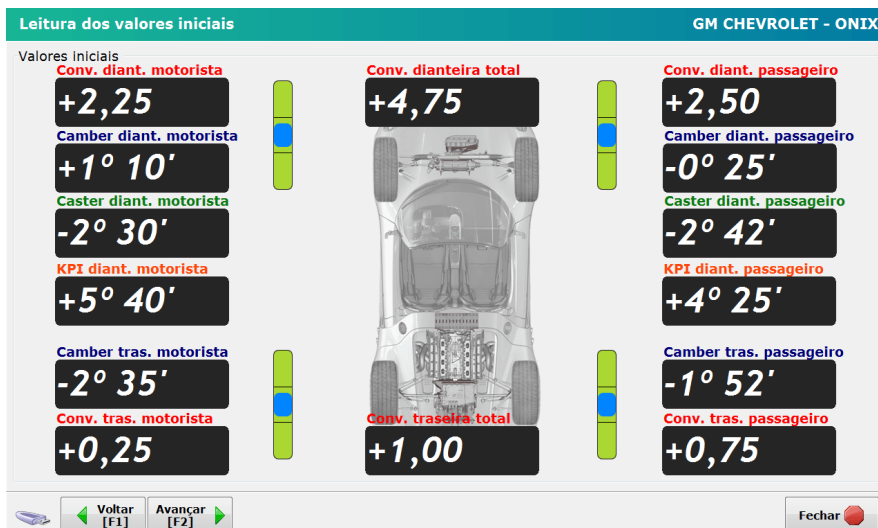 Leitura dos valores iniciais GM CHEVROLET - ONIX
Valores iniciais
Conv. diant. motorista Conv. dianteira total Conv. diant. passageiro
+2,25 +4,75 +2,50
Camber diant. motorista Camber diant. passageiro
+1º 10' -0º 25'
Caster diant. motorista Caster diant. passageiro
-2º 30' -2º 42'
KPI diant. motorista KPI diant. passageiro
+5º 40' +4º 25'
Camber tras. motorista Camber tras. passageiro
-2º 35' -1º 52'
Conv. tras. motorista Conv. traseira total Conv. tras. passageiro
+0,25 +1,00 +0,75
Voltar Avançar
[F1] [F2]
Fechar